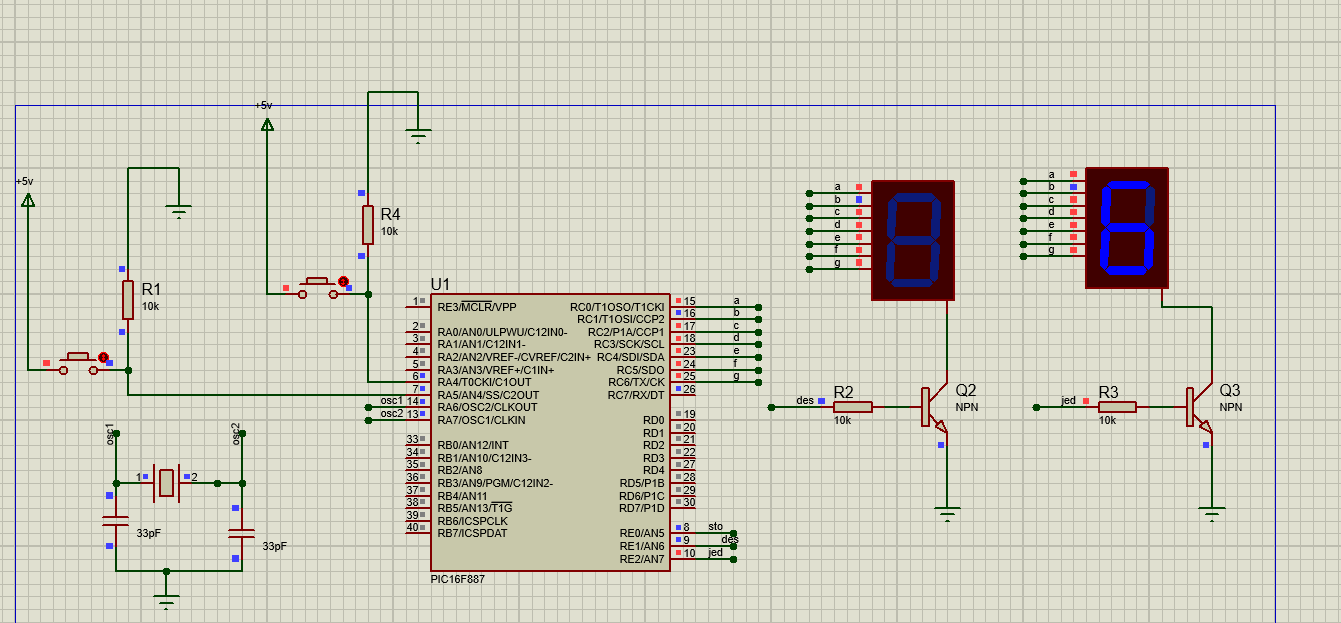 +5v
+5v
R1
10k
R4
10k
U1
1 RE3/MCLR/VPP
2 RA0/AN0/ULPWU/C12IN0-
3 RA1/AN1/C12IN1-
4 RA2/AN2/VREF-/CVREF/C2IN+
5 RA3/AN3/VREF+/C1IN+
6 RA4/T0CKI/C1OUT
7 RA5/AN4/SS/C2OUT
osc1 14 RA6/OSC2/CLKOUT
osc2 13 RA7/OSC1/CLKIN
33 RB0/AN12/INT
34 RB1/AN10/C12IN3-
35 RB2/AN8
36 RB3/AN9/PGM/C12IN2-
37 RB4/AN11
38 RB5/AN13/T1G
39 RB6/ICSPCLK
40 RB7/ICSPDAT
RC0/T1OSO/T1CKI 15 a
RC1/T1OSI/CCP2 16 b
RC2/P1A/CCP1 17 c
RC3/SCK/SCL 18 d
RC4/SDI/SDA 23 e
RC5/SDO 24 f
RC6/TX/CK 25 g
RC7/RX/DT 26
RD0 19
RD1 20
RD2 21
RD3 22
RD4 27
RD5/P1B 28
RD6/P1C 29
RD7/P1D 30
RE0/AN5 8 sto
RE1/AN6 9 des
RE2/AN7 10 jed
PIC16F887
osc1
osc2
1
2
33pF
33pF
a
b
c
d
e
f
g
a
b
c
d
e
f
g
des
R2
10k
Q2
NPN
jed
R3
10k
Q3
NPN